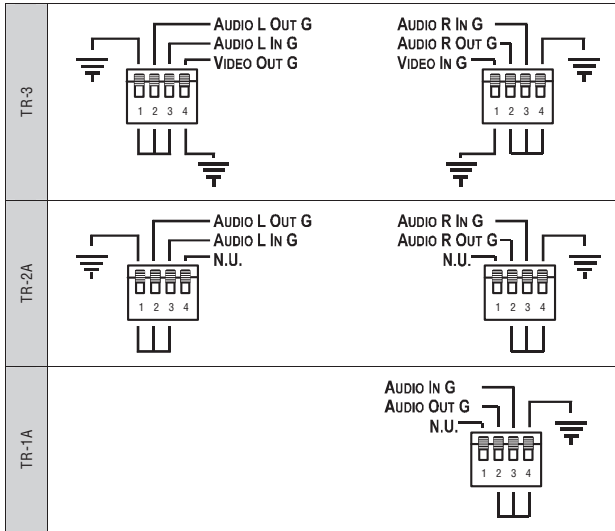 TR-3
AUDIO L OUT G
AUDIO L IN G
VIDEO OUT G
1 2 3 4
AUDIO R IN G
AUDIO R OUT G
VIDEO IN G
1 2 3 4
TR-2A
AUDIO L OUT G
AUDIO L IN G
N.U.
1 2 3 4
AUDIO R IN G
AUDIO R OUT G
N.U.
1 2 3 4
TR-1A
AUDIO IN G
AUDIO OUT G
N.U.
1 2 3 4